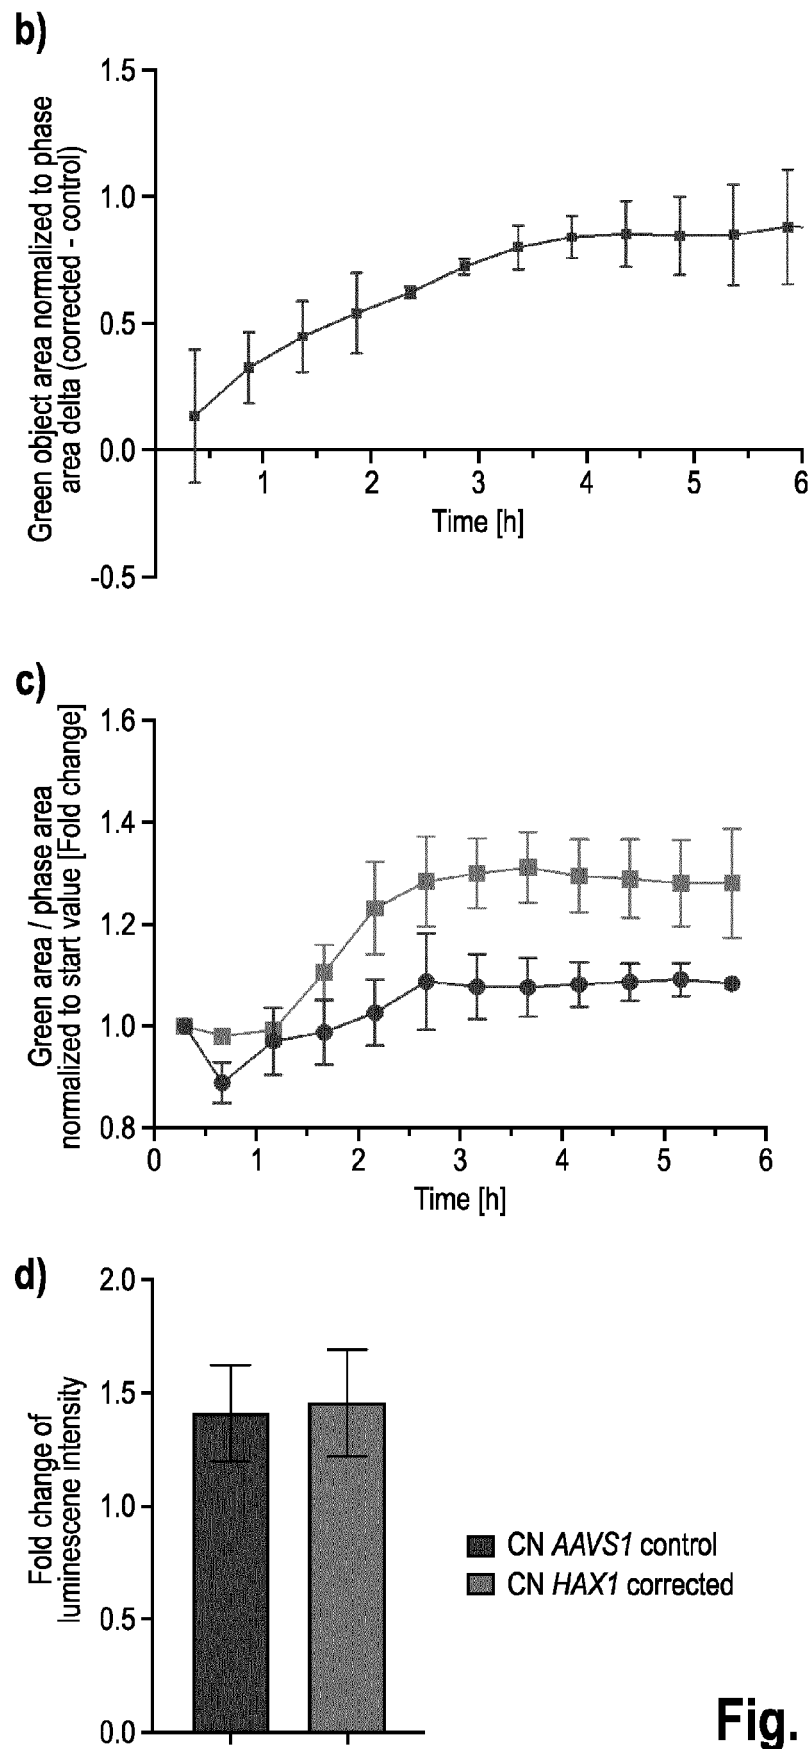 b)
Green object area normalized to phase
area delta (corrected - control)
1.5
1.0
0.5
0.0
-0.5
1 2 3 4 5 6
Time [h]
c)
Green area / phase area
normalized to start value [Fold change]
1.6
1.4
1.2
1.0
0.8
0 1 2 3 4 5 6
Time [h]
d)
Fold change of
luminescene intensity
2.0
1.5
1.0
0.5
0.0
CN AAVS1 control
CN HAX1 corrected
Fig.